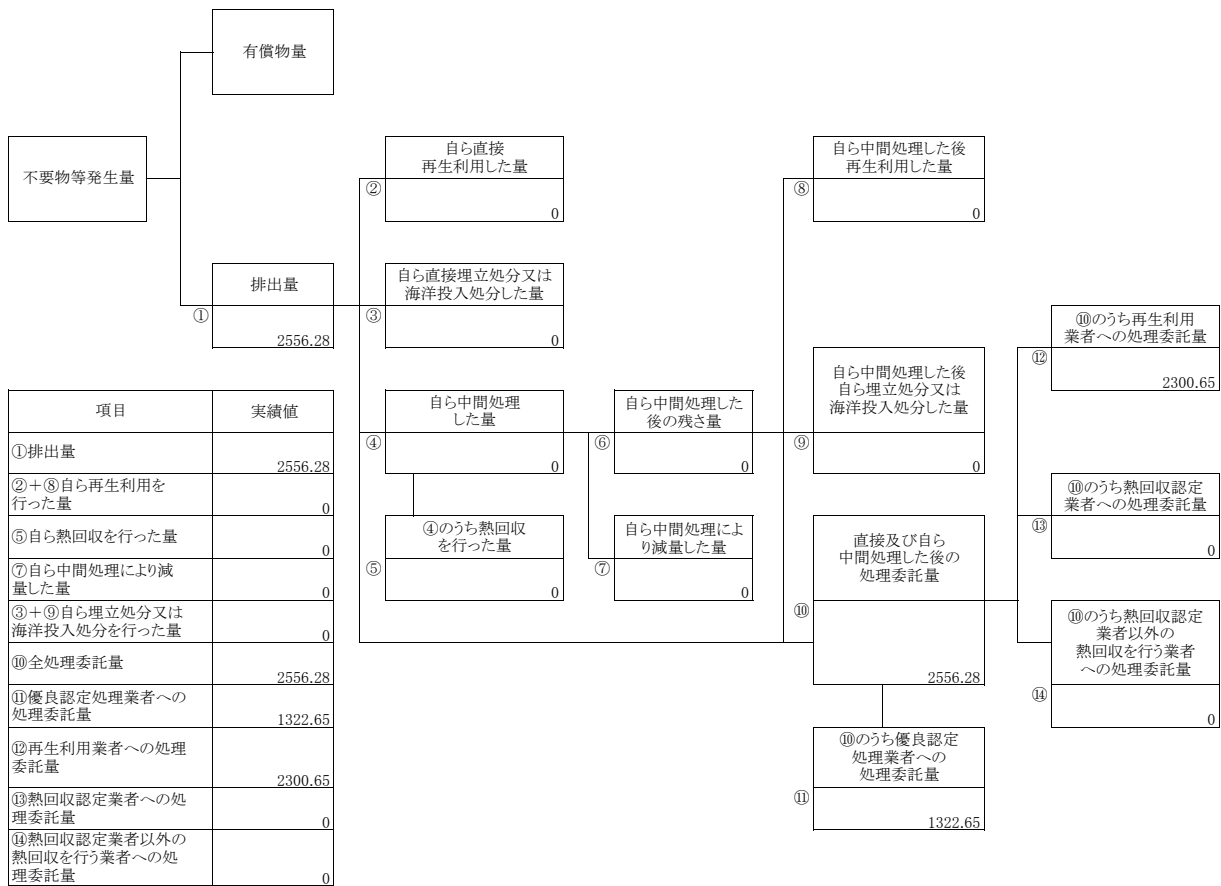 有償物量
不要物等発生量
排出量
①
2556.28
自ら直接
再生利用した量
②
0
自ら直接埋立処分又は
海洋投入処分した量
③
0
自ら中間処理
した量
④
0
④のうち熱回収
を行った量
⑤
0
自ら中間処理した
後の残さ量
⑥
0
自ら中間処理によ
り減量した量
⑦
0
自ら中間処理した後
再生利用した量
⑧
0
自ら中間処理した後
自ら埋立処分又は
海洋投入処分した量
⑨
0
直接及び自ら
中間処理した後の
処理委託量
⑩
2556.28
⑩のうち優良認定
処理業者への
処理委託量
⑪
1322.65
⑩のうち再生利用
業者への処理委託量
⑫
2300.65
⑩のうち熱回収認定
業者への処理委託量
⑬
0
⑩のうち熱回収認定
業者以外の
熱回収を行う業者
への処理委託量
⑭
0
項目 実績値
①排出量
2556.28
②＋⑧自ら再生利用を
行った量
0
⑤自ら熱回収を行った量
0
⑦自ら中間処理により減
量した量
0
③＋⑨自ら埋立処分又は
海洋投入処分を行った量
0
⑩全処理委託量
2556.28
⑪優良認定処理業者への
処理委託量
1322.65
⑫再生利用業者への処理
委託量
2300.65
⑬熱回収認定業者への処
理委託量
0
⑭熱回収認定業者以外の
熱回収を行う業者への処
理委託量
0